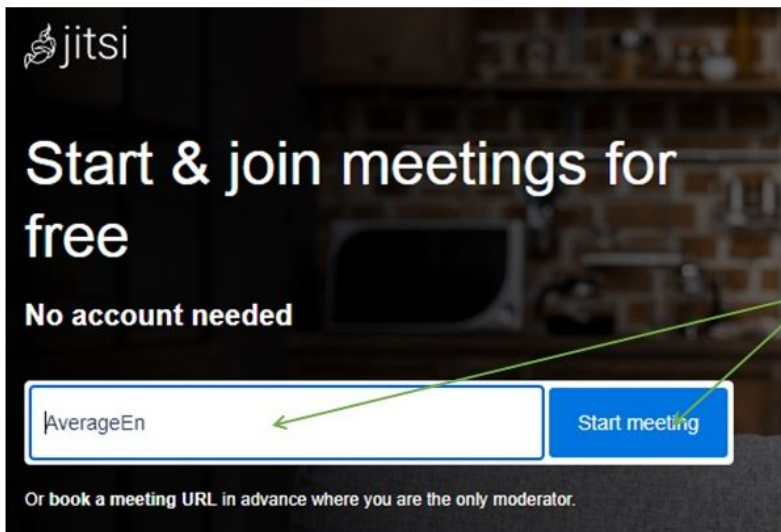 jitsi
Start & join meetings for
free
No account needed
AverageEn
Start meeting
Or book a meeting URL in advance where you are the only moderator.